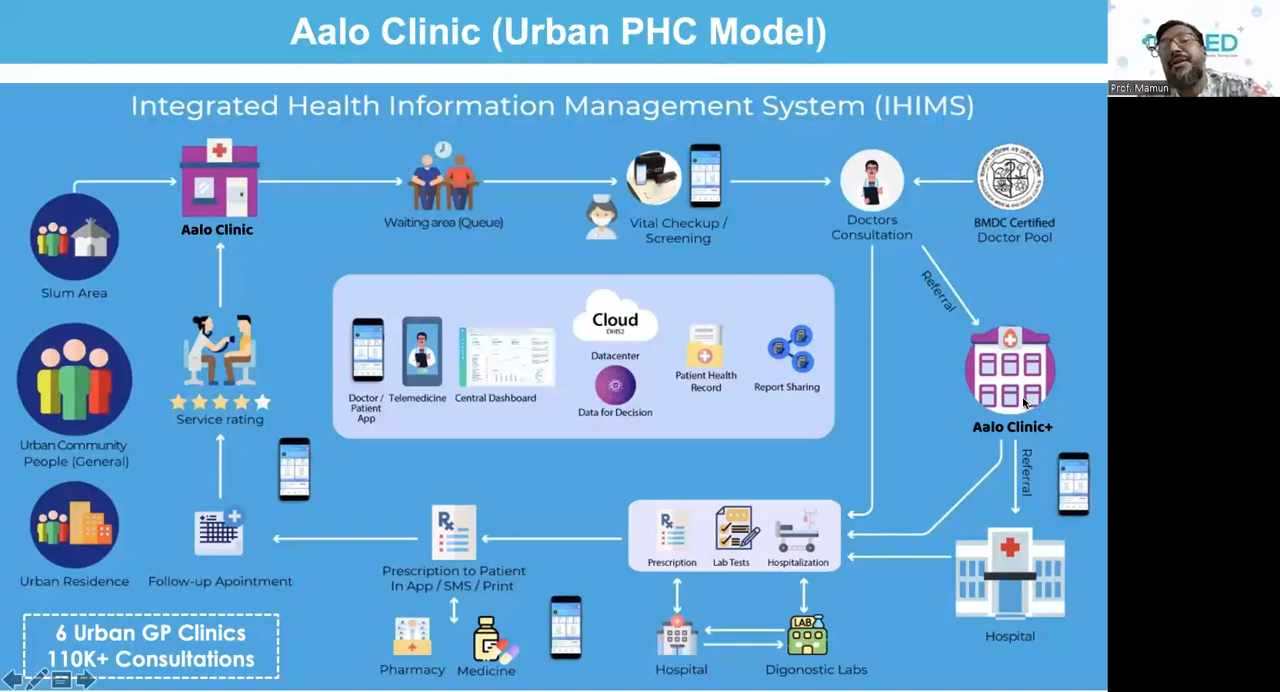 Aalo Clinic (Urban PHC Model)
Prof. Mamun
Integrated Health Information Management System (IHIMS)
Aalo Clinic
Waiting area (Queue)
Vital Checkup /
Screening
Doctors
Consultation
BMDC Certified
Doctor Pool
Slum Area
Referral
Cloud
DHIS2
Datacenter
Doctor /
Patient
App
Telemedicine
Central Dashboard
Data for Decision
Patient Health
Record
Report Sharing
Service rating
Urban Community
People (General)
Aalo Clinic+
Referral
Rx
Prescription
Lab Tests
Hospitalization
Rx
Prescription to Patient
In App / SMS / Print
Follow-up Apointment
Urban Residence
Hospital
6 Urban GP Clinics
110K+ Consultations
Pharmacy
Medicine
Hospital
LAB
Digonostic Labs